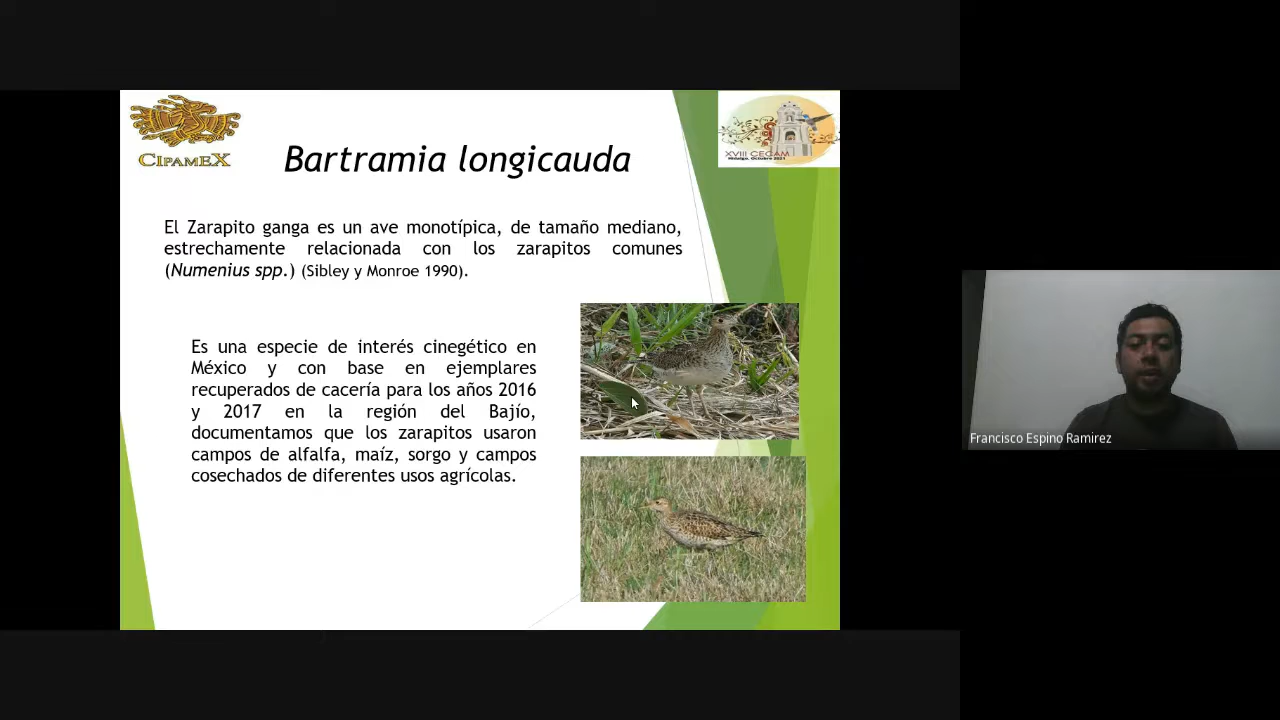 CIPAMEX
XVIII CECAM
Hidalgo, Octubre 2021
Bartramia longicauda
El Zarapito ganga es un ave monotípica, de tamaño mediano,
estrechamente relacionada con los zarapitos comunes
(Numenius spp.) (Sibley y Monroe 1990).
Es una especie de interés cinegético en
México y con base en ejemplares
recuperados de cacería para los años 2016
y 2017 en la región del Bajío,
documentamos que los zarapitos usaron
campos de alfalfa, maíz, sorgo y campos
cosechados de diferentes usos agrícolas.
Francisco Espino Ramirez